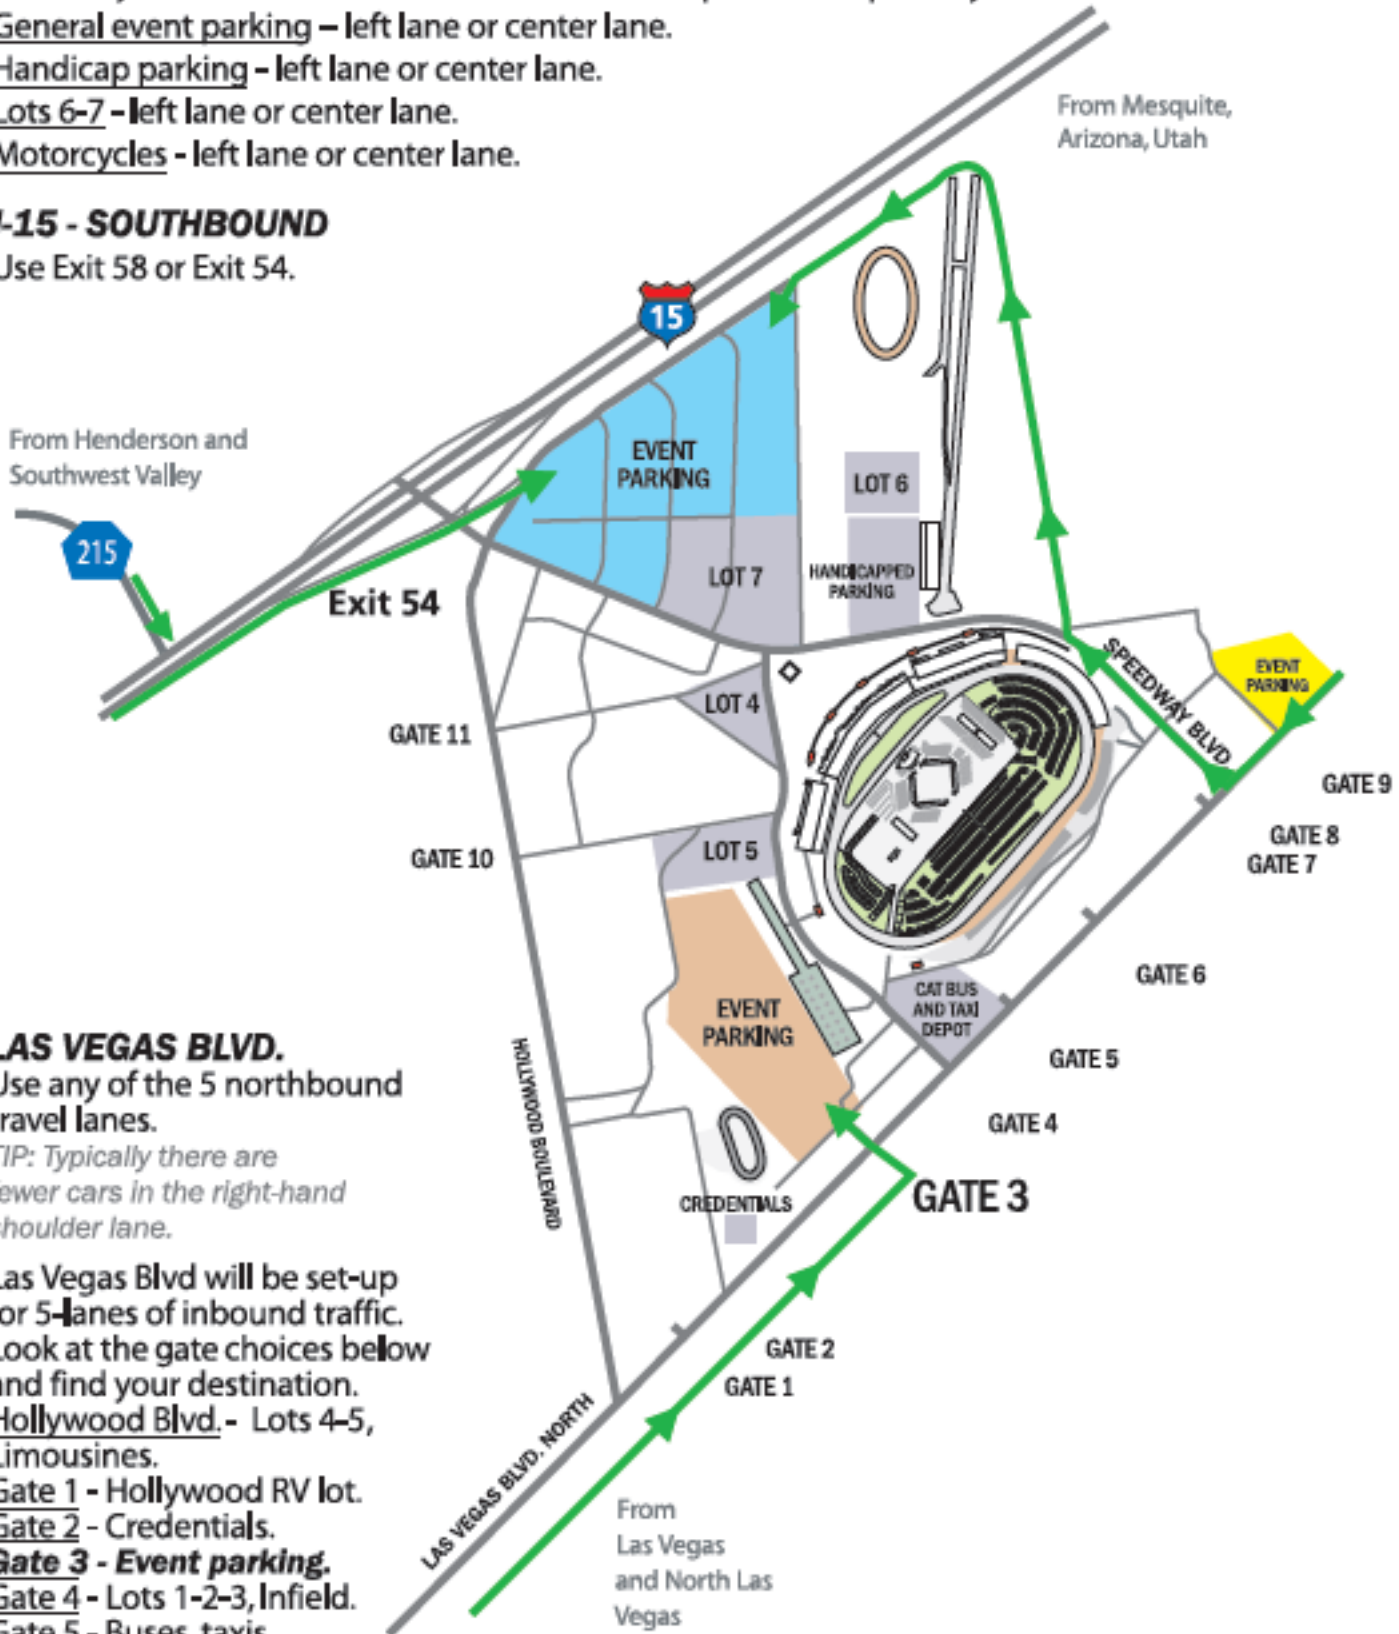 General event parking – left lane or center lane.
Handicap parking – left lane or center lane.
Lots 6-7 – left lane or center lane.
Motorcycles - left lane or center lane.
I-15 - SOUTHBOUND
Use Exit 58 or Exit 54.
From Mesquite,
Arizona, Utah
15
From Henderson and
Southwest Valley
215
Exit 54
EVENT
PARKING
LOT 6
LOT 7
HANDICAPPED
PARKING
SPEEDWAY BLVD
EVENT
PARKING
LOT 4
GATE 11
GATE 9
GATE 8
GATE 7
LOT 5
GATE 10
GATE 6
CAT BUS
AND TAXI
DEPOT
EVENT
PARKING
GATE 5
GATE 4
HOLLYWOOD BOULEVARD
CREDENTIALS
GATE 3
GATE 2
GATE 1
LAS VEGAS BLVD. NORTH
From
Las Vegas
and North Las
Vegas
LAS VEGAS BLVD.
Use any of the 5 northbound
travel lanes.
TIP: Typically there are
fewer cars in the right-hand
shoulder lane.
Las Vegas Blvd will be set-up
for 5-lanes of inbound traffic.
Look at the gate choices below
and find your destination.
Hollywood Blvd.- Lots 4-5,
Limousines.
Gate 1 - Hollywood RV lot.
Gate 2 - Credentials.
Gate 3 - Event parking.
Gate 4 - Lots 1-2-3, Infield.
Gate 5 - Buses, taxis